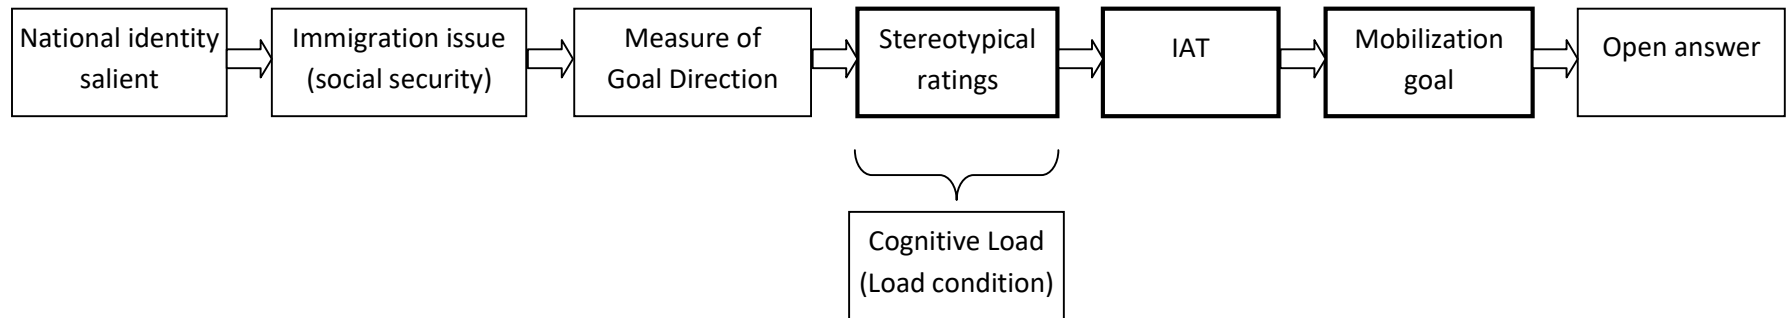 National identity
salient
Immigration issue
(social security)
Measure of
Goal Direction
Stereotypical
ratings
IAT
Mobilization
goal
Open answer
Cognitive Load
(Load condition)